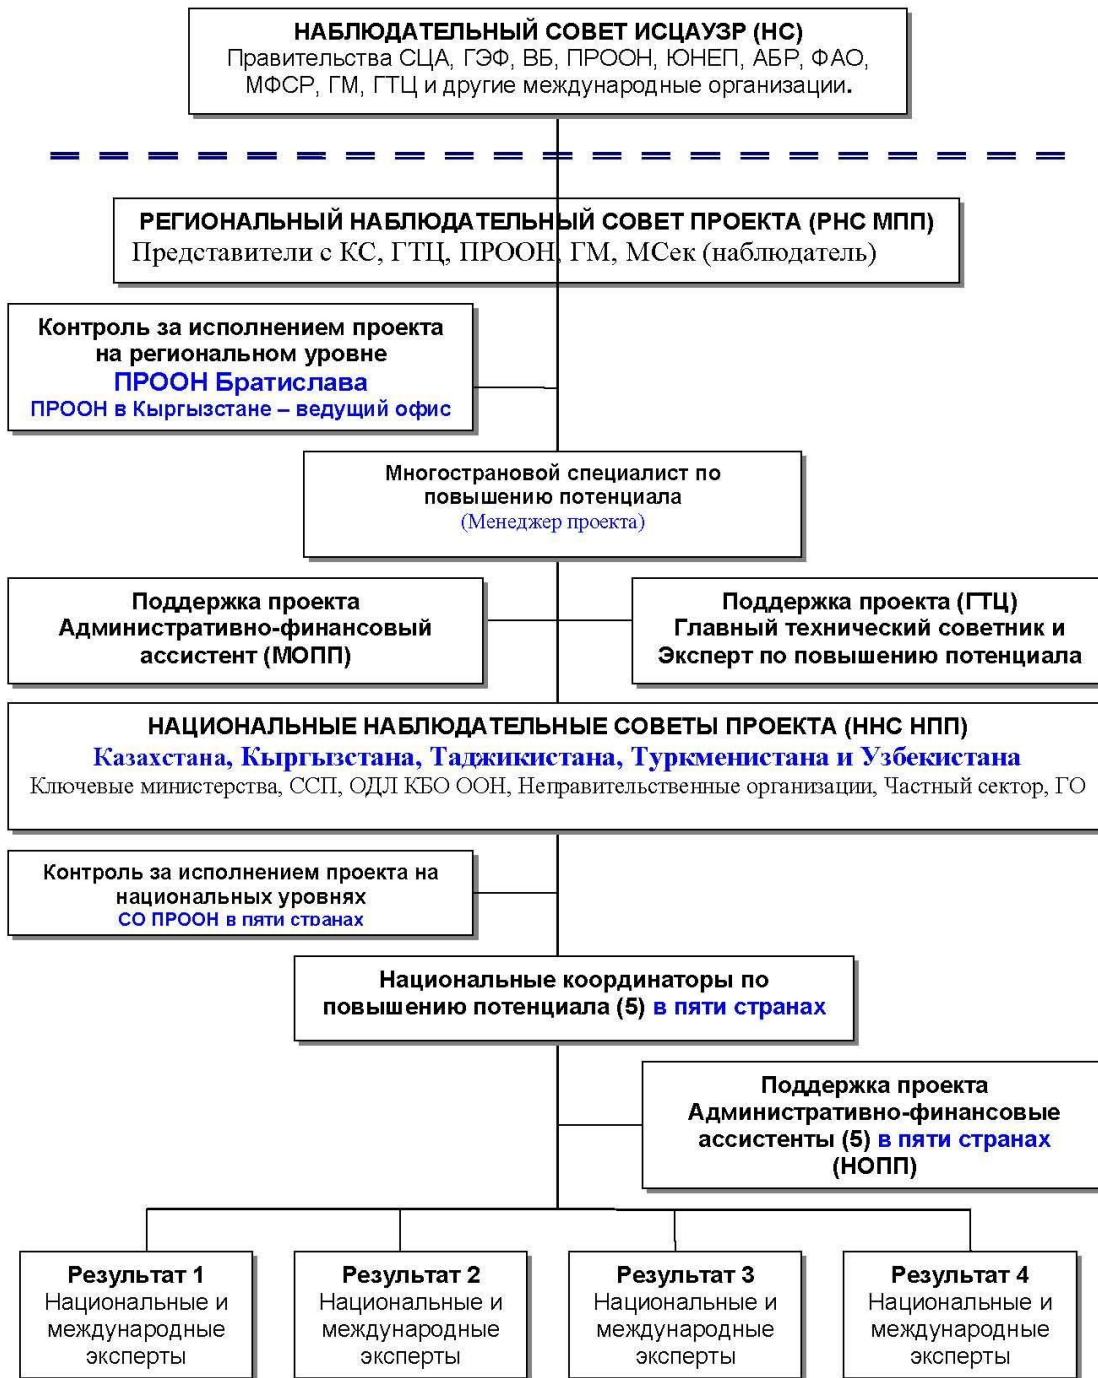 НАБЛЮДАТЕЛЬНЫЙ СОВЕТ ИСЦАУЗР (НС)
Правительства СЦА, ГЭФ, ВБ, ПРООН, ЮНЕП, АБР, ФАО,
МФСР, ГМ, ГТЦ и другие международные организации.
РЕГИОНАЛЬНЫЙ НАБЛЮДАТЕЛЬНЫЙ СОВЕТ ПРОЕКТА (РНС МПП)
Представители с КС, ГТЦ, ПРООН, ГМ, МСек (наблюдатель)
Контроль за исполнением проекта
на региональном уровне
ПРООН Братислава
ПРООН в Кыргызстане – ведущий офис
Многострановой специалист по
повышению потенциала
(Менеджер проекта)
Поддержка проекта
Административно-финансовый
ассистент (МОПП)
Поддержка проекта (ГТЦ)
Главный технический советник и
Эксперт по повышению потенциала
НАЦИОНАЛЬНЫЕ НАБЛЮДАТЕЛЬНЫЕ СОВЕТЫ ПРОЕКТА (ННС НПП)
Казахстана, Кыргызстана, Таджикистана, Туркменистана и Узбекистана
Ключевые министерства, ССП, ОДЛ КБО ООН, Неправительственные организации, Частный сектор, ГО
Контроль за исполнением проекта на
национальных уровнях
СО ПРООН в пяти странах
Национальные координаторы по
повышению потенциала (5) в пяти странах
Поддержка проекта
Административно-финансовые
ассистенты (5) в пяти странах
(НОПП)
Результат 1
Национальные и
международные
эксперты
Результат 2
Национальные и
международные
эксперты
Результат 3
Национальные и
международные
эксперты
Результат 4
Национальные и
международные
эксперты